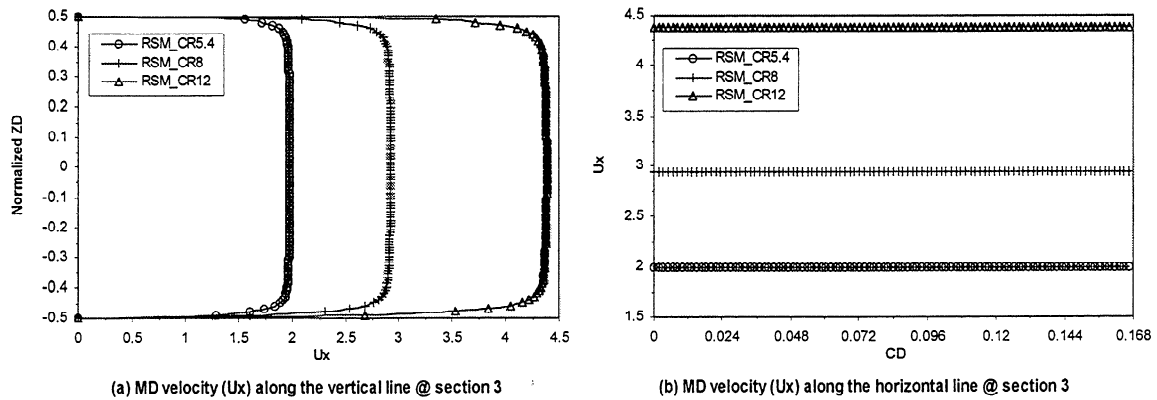 0.5
0.4
0.3
0.2
0.1
0
-0.1
-0.2
-0.3
-0.4
-0.5
Normalized ZD
RSM_CR5.4
RSM_CR8
RSM_CR12
0 0.5 1 1.5 2 2.5 3 3.5 4 4.5
Ux
(a) MD velocity (Ux) along the vertical line @ section 3
4.5
4
3.5
3
2.5
2
1.5
Ux
RSM_CR5.4
RSM_CR8
RSM_CR12
0 0.024 0.048 0.072 0.096 0.12 0.144 0.168
CD
(b) MD velocity (Ux) along the horizontal line @ section 3